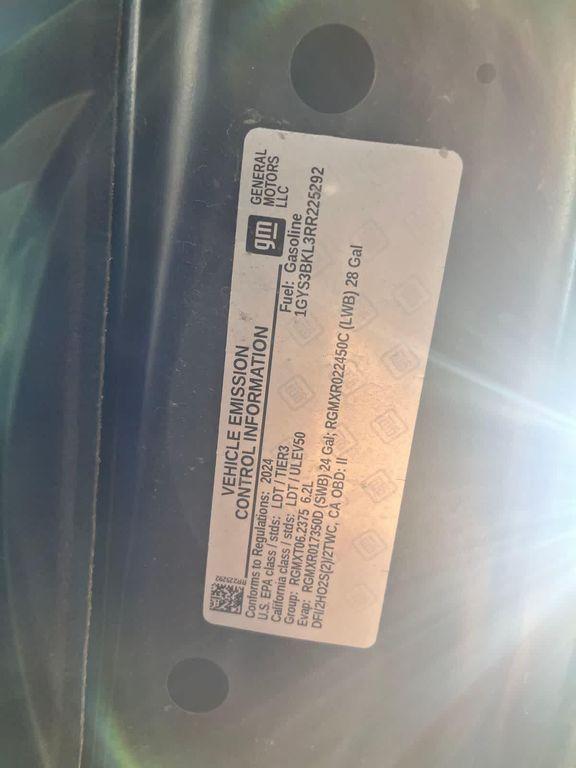 VEHICLE EMISSION
CONTROL INFORMATION
gm
GENERAL
MOTORS
LLC
RR225292
Conforms to Regulations: 2024
U.S. EPA class / stds: LDT / TIER3
California class / stds: LDT / ULEV50
Group: RGMXT06.2375 6.2L
Evap: RGMXR017350D (SWB) 24 Gal; RGMXR022450C (LWB) 28 Gal
DFI/2HO2S(2)/2TWC, CA OBD: II
Fuel: Gasoline
1GYS3BKL3RR225292